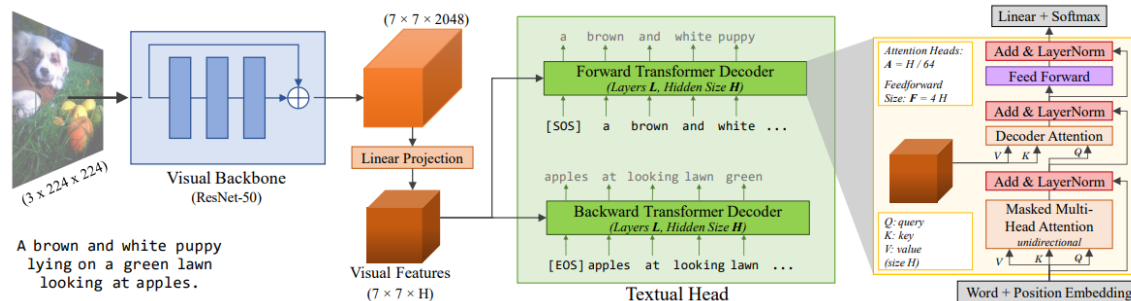 (3 x 224 x 224)
A brown and white puppy
lying on a green lawn
looking at apples.
Visual Backbone
(ResNet-50)
(7 × 7 × 2048)
Linear Projection
Visual Features
(7 × 7 × H)
a brown and white puppy
Forward Transformer Decoder
(Layers L, Hidden Size H)
[SOS] a brown and white ...
apples at looking lawn green
Backward Transformer Decoder
(Layers L, Hidden Size H)
[EOS] apples at looking lawn ...
Textual Head
Attention Heads:
A = H / 64
Feedforward
Size: F = 4 H
Q: query
K: key
V: value
(size H)
Linear + Softmax
Add & LayerNorm
Feed Forward
Add & LayerNorm
Decoder Attention
V K Q
Add & LayerNorm
Masked Multi-
Head Attention
unidirectional
V K Q
Word + Position Embedding